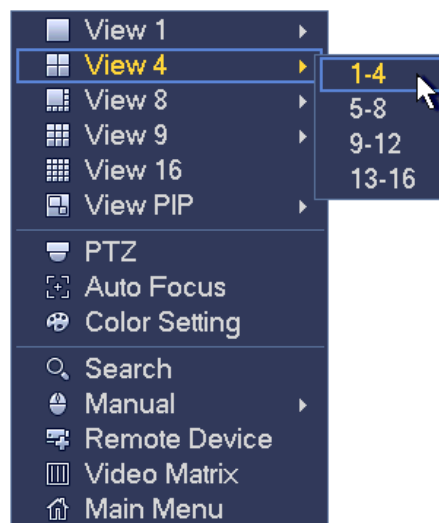 View 1
View 4
1-4
View 8
5-8
View 9
9-12
View 16
13-16
View PIP
PTZ
Auto Focus
Color Setting
Search
Manual
Remote Device
Video Matrix
Main Menu